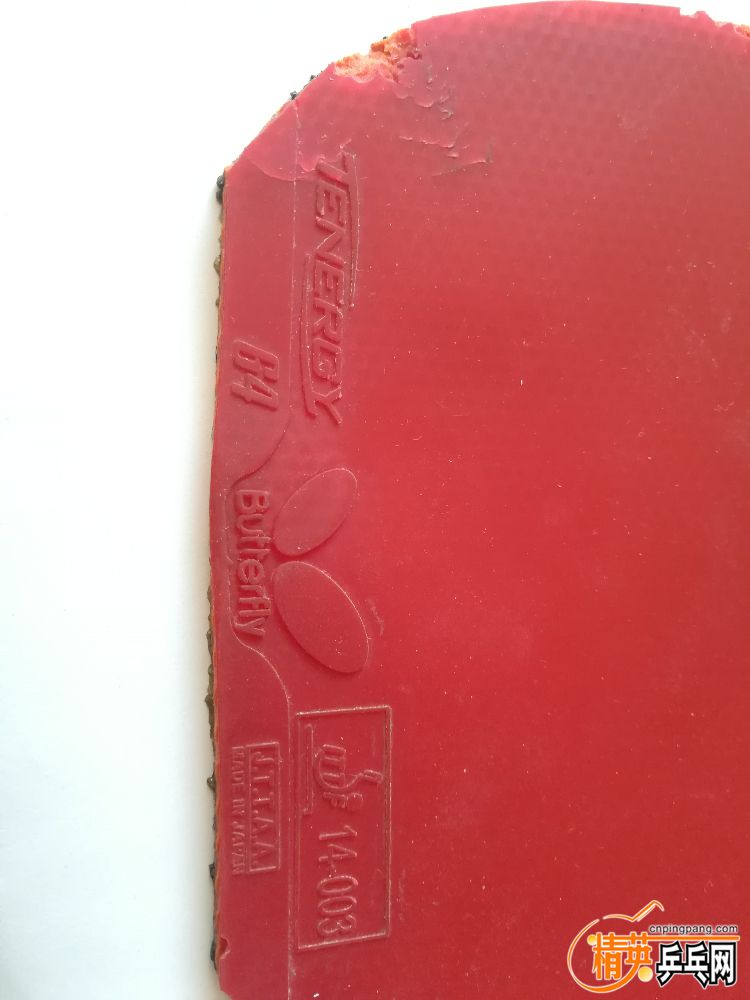 TENERGY
64
Butterfly
ITTF 14-003
J.T.T.A.A.
MADE IN JAPAN
cnpingpang.com
精英乒乓网